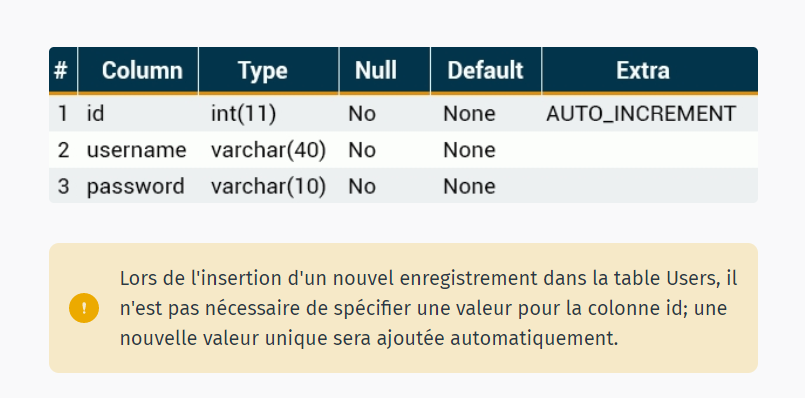 # Column Type Null Default Extra
1 id int(11) No None AUTO_INCREMENT
2 username varchar(40) No None
3 password varchar(10) No None
!
Lors de l'insertion d'un nouvel enregistrement dans la table Users, il
n'est pas nécessaire de spécifier une valeur pour la colonne id; une
nouvelle valeur unique sera ajoutée automatiquement.